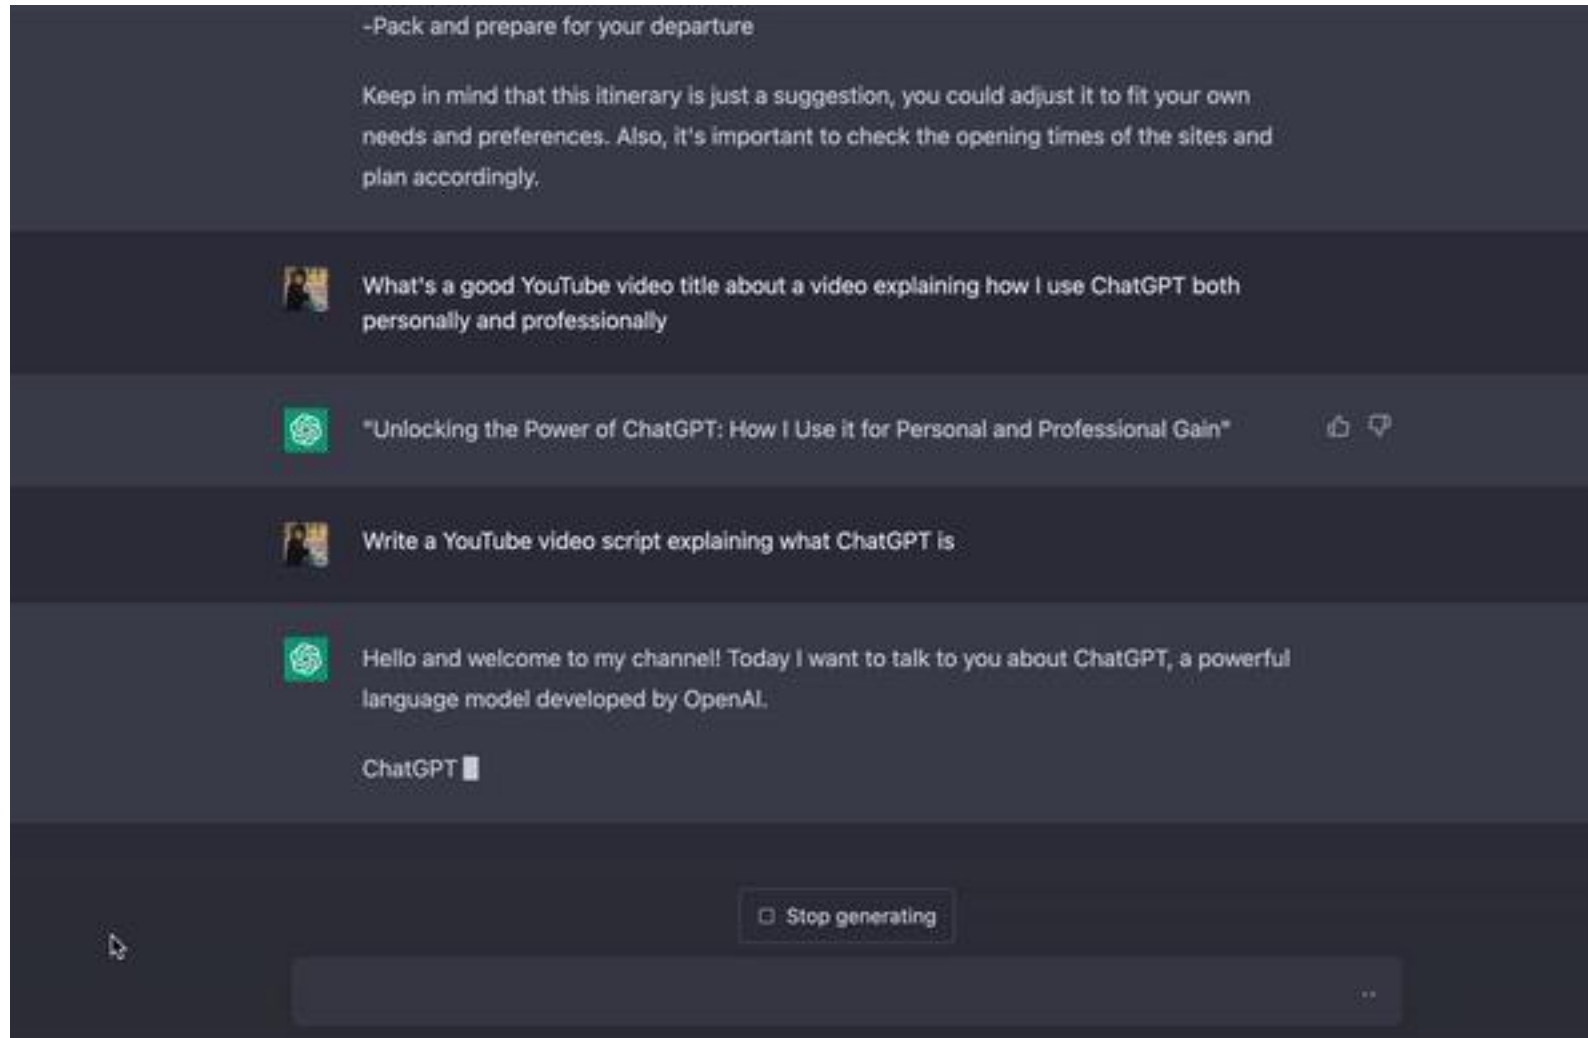 -Pack and prepare for your departure
Keep in mind that this itinerary is just a suggestion, you could adjust it to fit your own
needs and preferences. Also, it's important to check the opening times of the sites and
plan accordingly.
What's a good YouTube video title about a video explaining how I use ChatGPT both
personally and professionally
"Unlocking the Power of ChatGPT: How I Use it for Personal and Professional Gain"
Write a YouTube video script explaining what ChatGPT is
Hello and welcome to my channel! Today I want to talk to you about ChatGPT, a powerful
language model developed by OpenAI.
ChatGPT
Stop generating